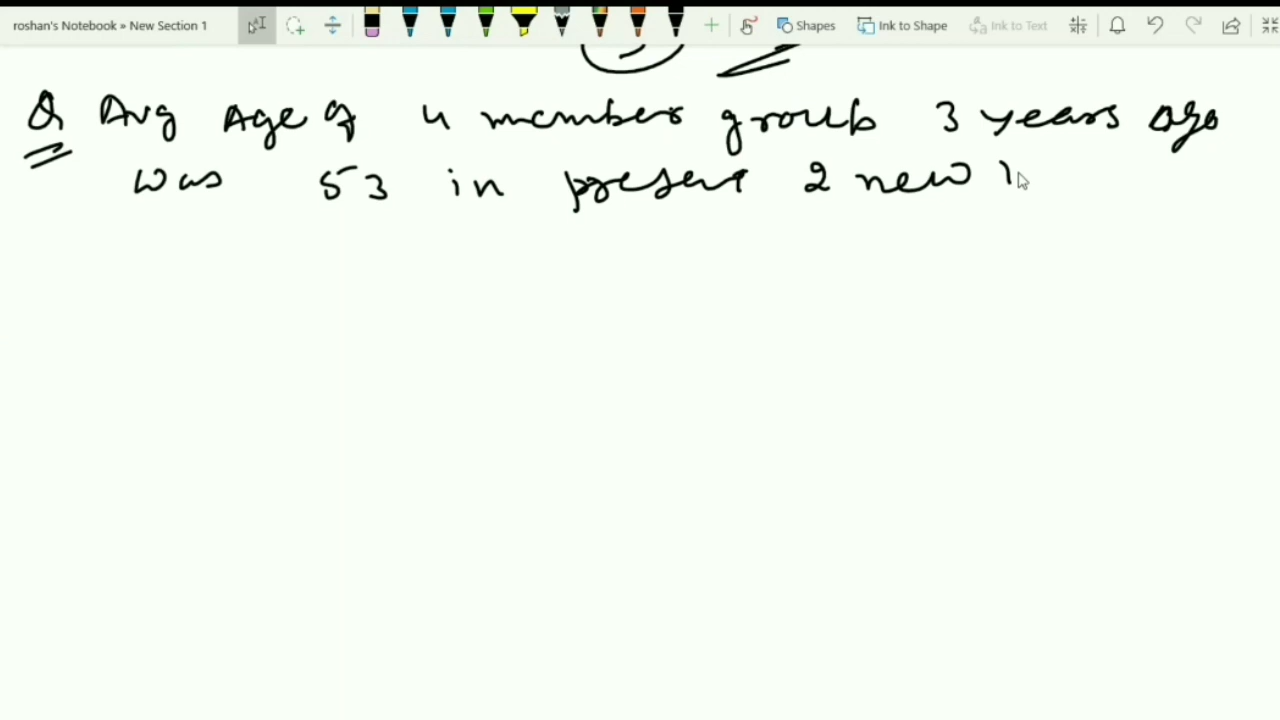 roshan's Notebook » New Section 1 Shapes Ink to Shape Ink to Text
Q Avg Age of 4 member group 3 years ago
was 53 in present 2 new